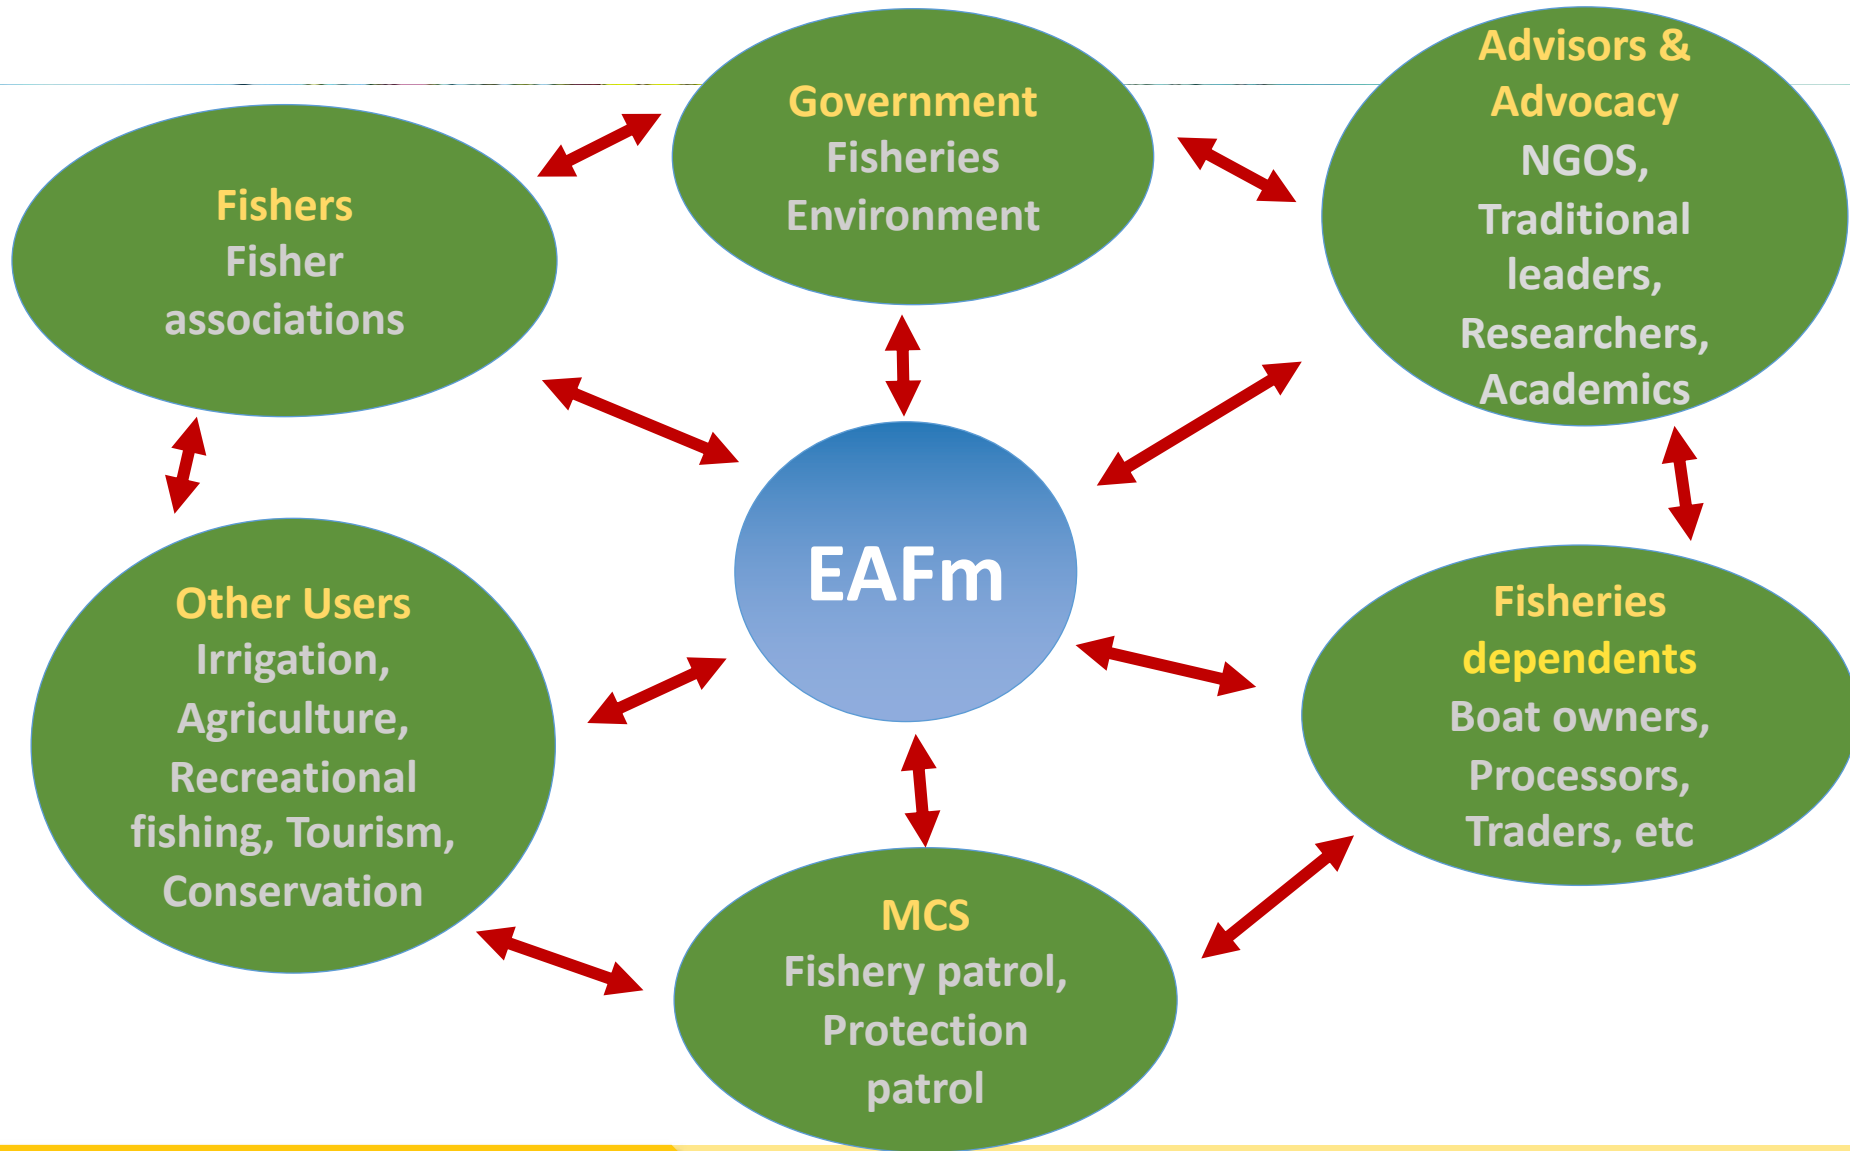 Government
Fisheries
Environment
Advisors &
Advocacy
NGOS,
Traditional
leaders,
Researchers,
Academics
Fishers
Fisher
associations
EAFm
Other Users
Irrigation,
Agriculture,
Recreational
fishing, Tourism,
Conservation
Fisheries
dependents
Boat owners,
Processors,
Traders, etc
MCS
Fishery patrol,
Protection
patrol